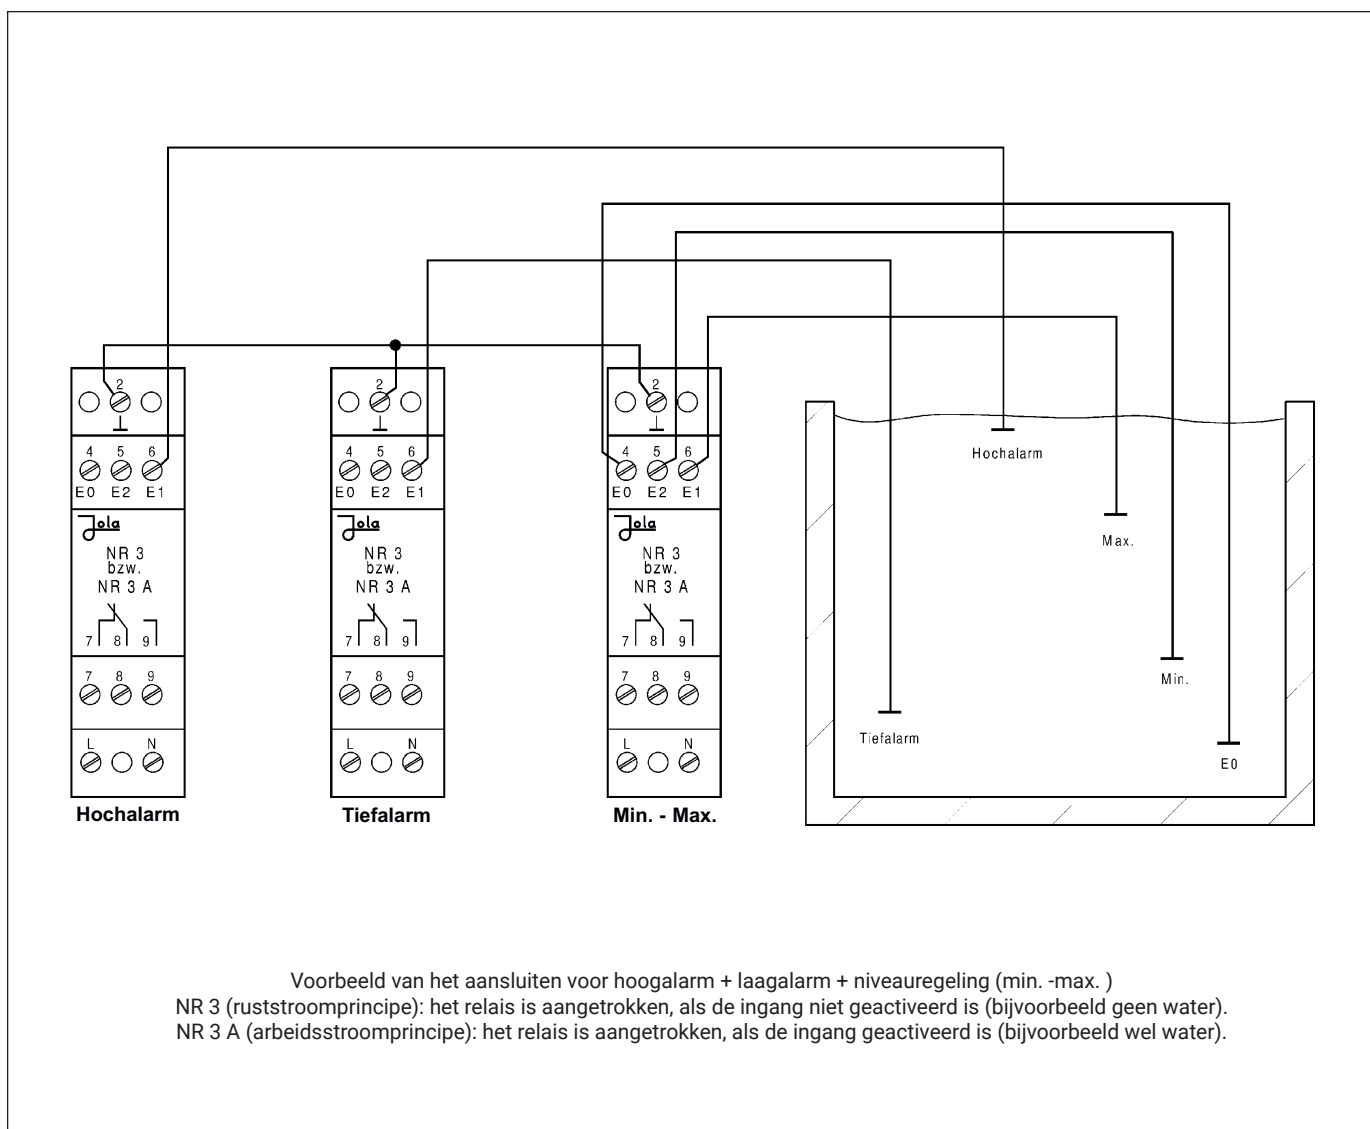 2 2 2
4 5 6 4 5 6 4 5 6
E0 E2 E1 E0 E2 E1 E0 E2 E1
Hochalarm
Jola Jola Jola
Max.
NR 3 NR 3 NR 3
bzw. bzw. bzw.
NR 3 A NR 3 A NR 3 A
7 8 9 7 8 9 7 8 9
7 8 9 7 8 9 7 8 9
Min.
Tiefalarm
L N L N L N
E0
Hochalarm Tiefalarm Min. - Max.
Voorbeeld van het aansluiten voor hoogalarm + laagalarm + niveauregeling (min. -max. )
NR 3 (ruststroomprincipe): het relais is aangetrokken, als de ingang niet geactiveerd is (bijvoorbeeld geen water).
NR 3 A (arbeidsstroomprincipe): het relais is aangetrokken, als de ingang geactiveerd is (bijvoorbeeld wel water).